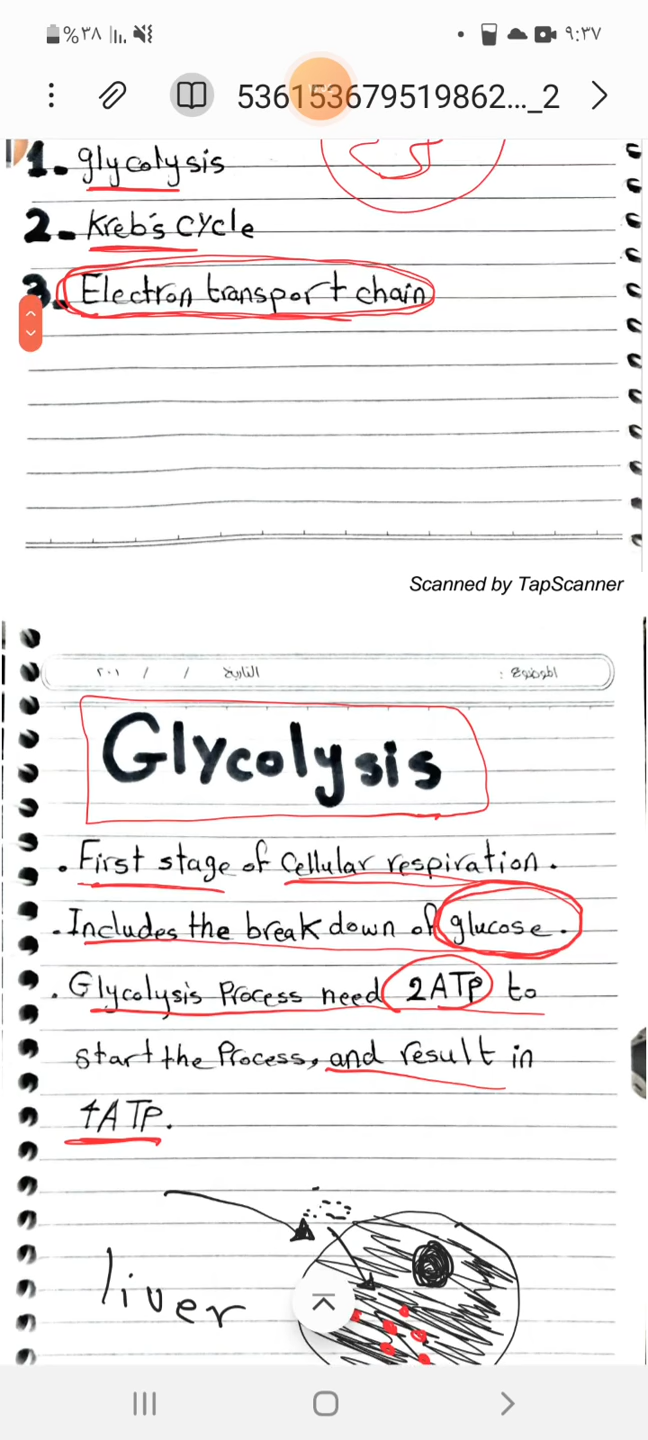 %٣٨
٩:٣٧
536153679519862..._2
1. glycolysis
2. Kreb's cycle
3. Electron transport chain
Scanned by TapScanner
الموضوع : التاريخ / / ٢٠١
Glycolysis
. First stage of cellular respiration.
. Includes the break down of glucose.
. Glycolysis Process need 2ATP to
start the Process, and result in
4ATP.
liver